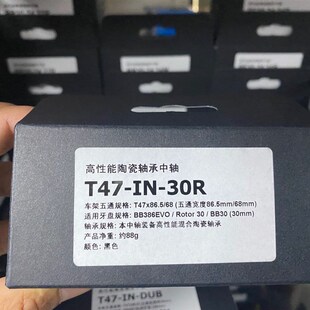 高性能陶瓷轴承中轴
T47-IN-30R
车架五通规格: T47x86.5/68 (五通宽度86.5mm/68mm)
适用牙盘规格: BB386EVO / Rotor 30 / BB30 (30mm)
轴承规格: 本中轴装备高性能混合陶瓷轴承
产品净重: 约88g
颜色: 黑色
T47-IN-DUB